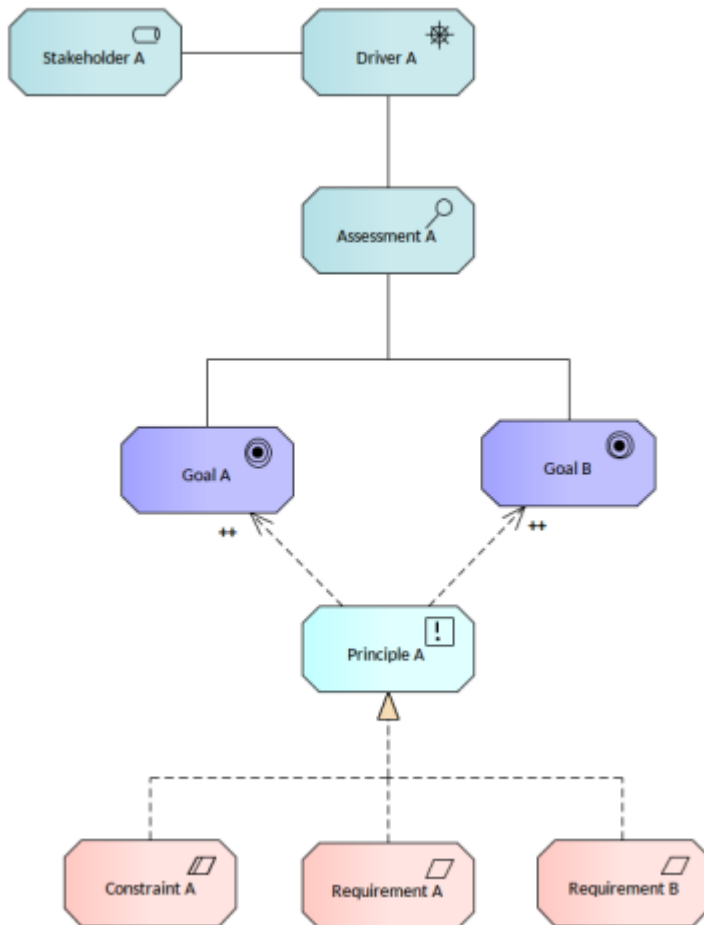 Stakeholder A
Driver A
Assessment A
Goal A
Goal B
++
++
!
Principle A
Constraint A
Requirement A
Requirement B